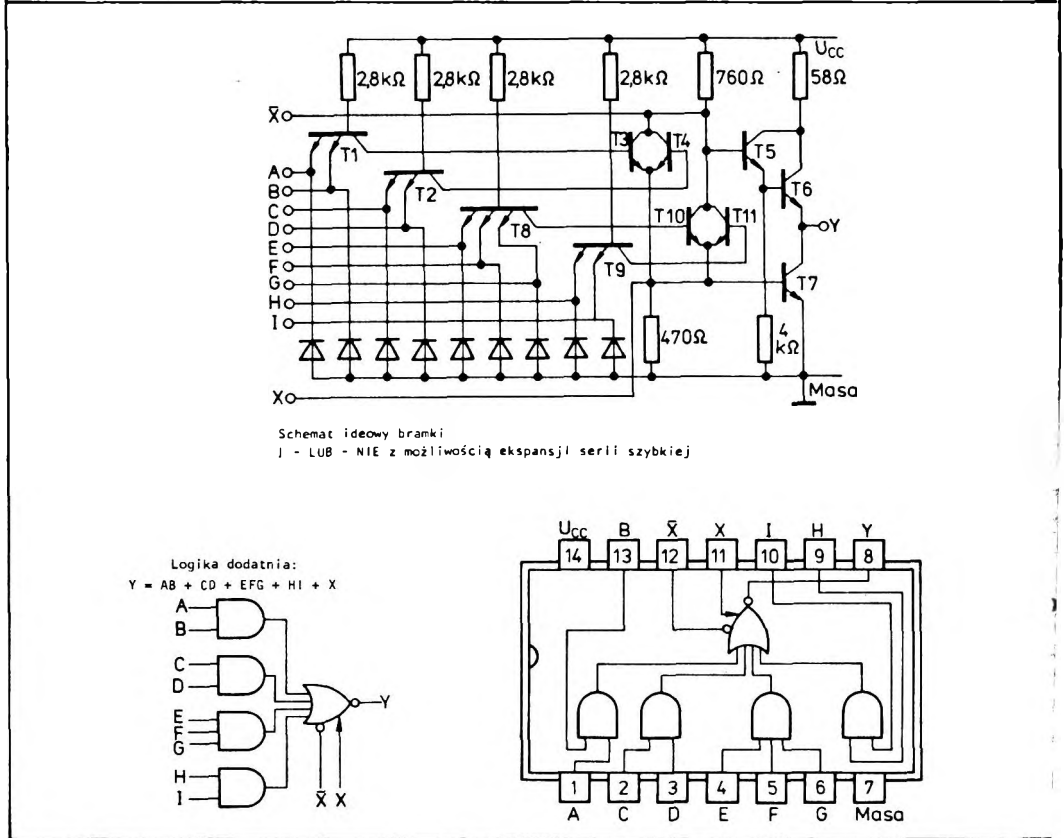 UCC
2,8kΩ 2,8kΩ 2,8kΩ 2,8kΩ 760Ω 58Ω
X̄
T1 T3 T4 T5
A
B
T2 T6
C
D
T8 T10 T11 Y
E
F
T9
G
T7
H
I
470Ω 4 kΩ
Masa
X
Schemat ideowy bramki
I - LUB - NIE z możliwością ekspansji serii szybkiej
Logika dodatnia:
Y = AB + CD + EFG + HI + X
A
B
C
D
Y
E
F
G
H
I
X̄ X
UCC B X̄ X I H Y
14 13 12 11 10 9 8
1 2 3 4 5 6 7
A C D E F G Masa